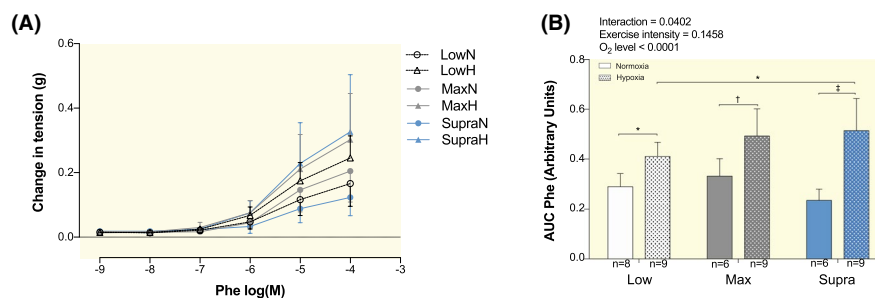 (A)
0.6
0.4
0.2
0.0
Change in tension (g)
-9
-8
-7
-6
-5
-4
-3
Phe log(M)
LowN
LowH
MaxN
MaxH
SupraN
SupraH
(B)
Interaction = 0.0402
Exercise intensity = 0.1458
O2 level < 0.0001
0.8
0.6
0.4
0.2
0.0
AUC Phe (Arbitrary Units)
Normoxia
Hypoxia
*
*
†
‡
n=8
n=9
n=6
n=9
n=6
n=9
Low
Max
Supra